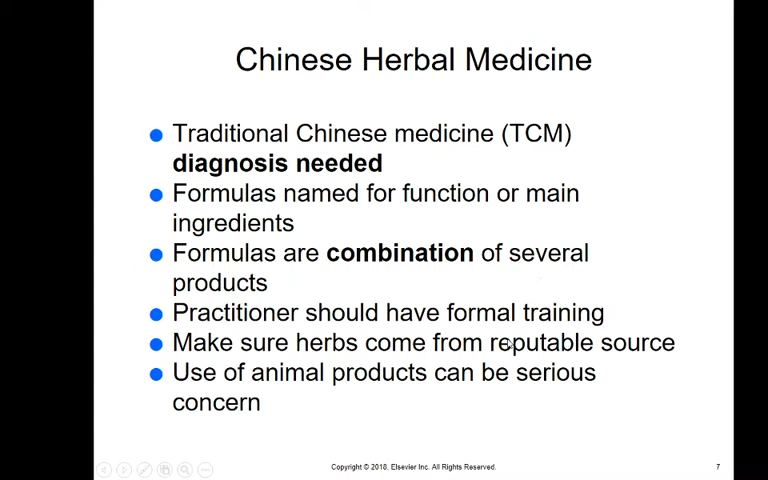 Chinese Herbal Medicine
Traditional Chinese medicine (TCM)
diagnosis needed
Formulas named for function or main
ingredients
Formulas are combination of several
products
Practitioner should have formal training
Make sure herbs come from reputable source
Use of animal products can be serious
concern
Copyright © 2018, Elsevier Inc. All Rights Reserved.
7